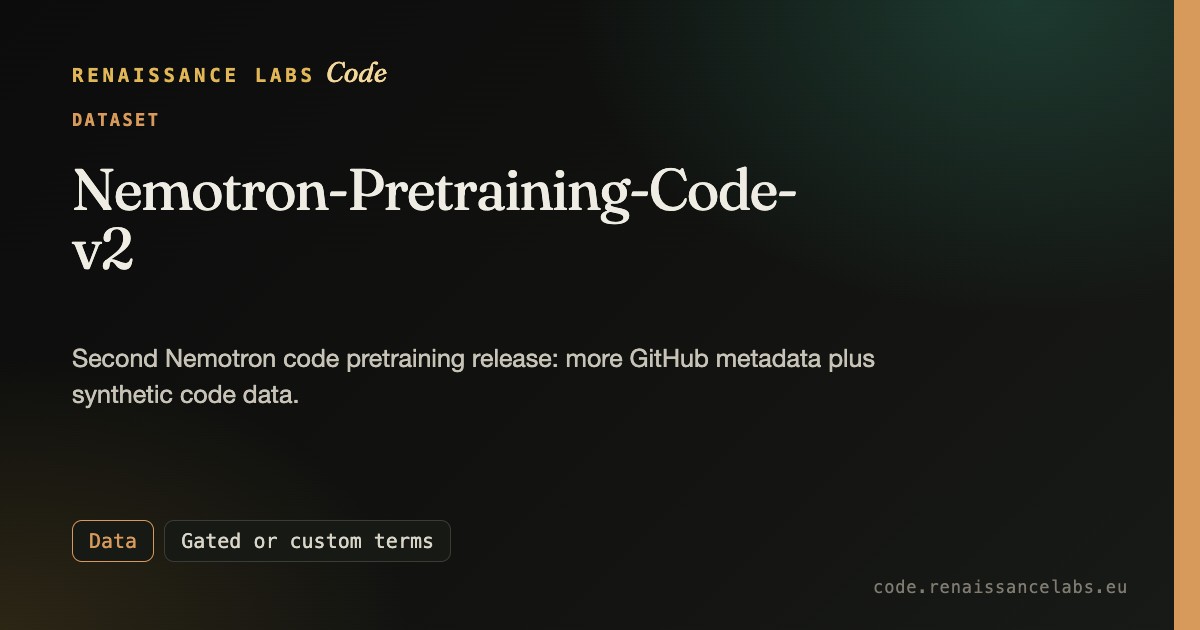 RENAISSANCE LABS Code
DATASET
Nemotron-Pretraining-Code-
v2
Second Nemotron code pretraining release: more GitHub metadata plus
synthetic code data.
Data
Gated or custom terms
code.renaissancelabs.eu